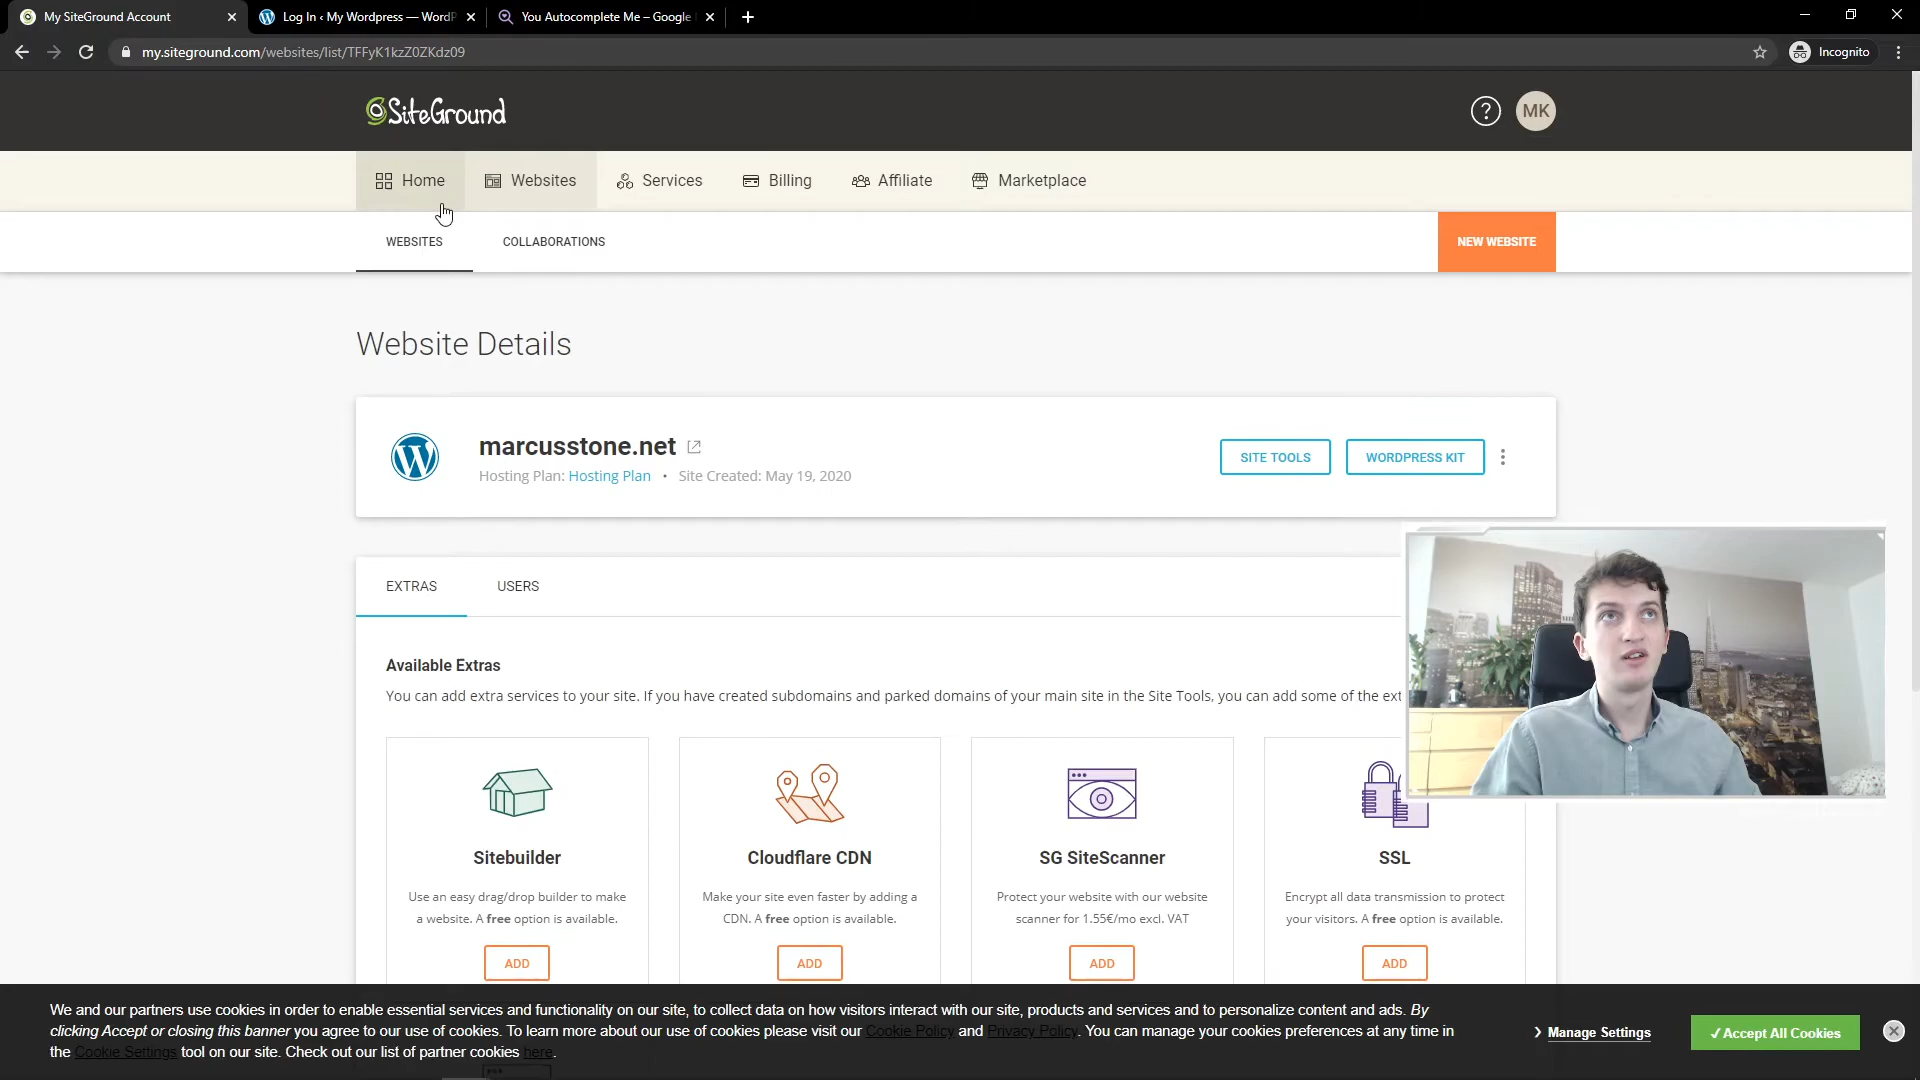 My SiteGround Account
Log In ‹ My Wordpress — WordP
You Autocomplete Me – Google
my.siteground.com/websites/list/TFFyK1kzZ0ZKdz09
Incognito
SiteGround
?
MK
Home
Websites
Services
Billing
Affiliate
Marketplace
WEBSITES
COLLABORATIONS
NEW WEBSITE
Website Details
marcusstone.net
Hosting Plan: Hosting Plan • Site Created: May 19, 2020
SITE TOOLS
WORDPRESS KIT
EXTRAS
USERS
Available Extras
You can add extra services to your site. If you have created subdomains and parked domains of your main site in the Site Tools, you can add some of the ext
Sitebuilder
Use an easy drag/drop builder to make
a website. A free option is available.
ADD
Cloudflare CDN
Make your site even faster by adding a
CDN. A free option is available.
ADD
SG SiteScanner
Protect your website with our website
scanner for 1.55€/mo excl. VAT
ADD
SSL
Encrypt all data transmission to protect
your visitors. A free option is available.
ADD
We and our partners use cookies in order to enable essential services and functionality on our site, to collect data on how visitors interact with our site, products and services and to personalize content and ads. By
clicking Accept or closing this banner you agree to our use of cookies. To learn more about our use of cookies please visit our Cookie Policy and Privacy Policy. You can manage your cookies preferences at any time in
the Cookie Settings tool on our site. Check out our list of partner cookies here.
Manage Settings
✓Accept All Cookies